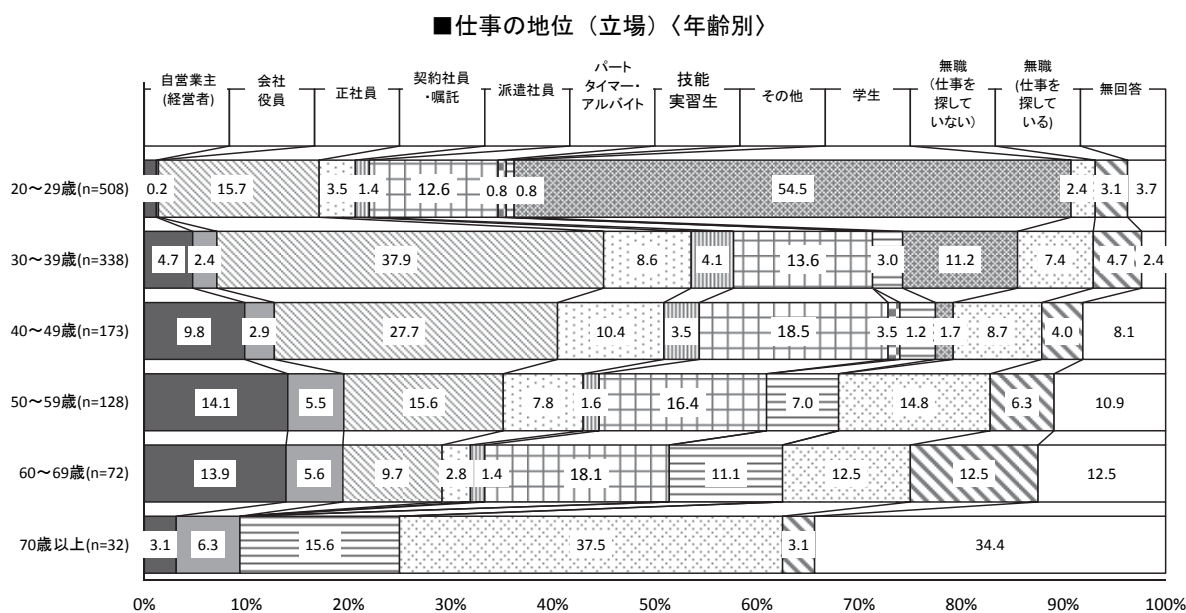 ■仕事の地位（立場）〈年齢別〉
自営業主
(経営者)
会社
役員
正社員
契約社員
・嘱託
派遣社員
パート
タイマー・
アルバイト
技能
実習生
その他
学生
無職
（仕事を
探して
いない）
無職
(仕事を
探して
いる)
無回答
20～29歳(n=508) 0.2 15.7 3.5 1.4 12.6 0.8 0.8 54.5 2.4 3.1 3.7
30～39歳(n=338) 4.7 2.4 37.9 8.6 4.1 13.6 3.0 11.2 7.4 4.7 2.4
40～49歳(n=173) 9.8 2.9 27.7 10.4 3.5 18.5 3.5 1.2 1.7 8.7 4.0 8.1
50～59歳(n=128) 14.1 5.5 15.6 7.8 1.6 16.4 7.0 14.8 6.3 10.9
60～69歳(n=72) 13.9 5.6 9.7 2.8 1.4 18.1 11.1 12.5 12.5 12.5
70歳以上(n=32) 3.1 6.3 15.6 37.5 3.1 34.4
0% 10% 20% 30% 40% 50% 60% 70% 80% 90% 100%